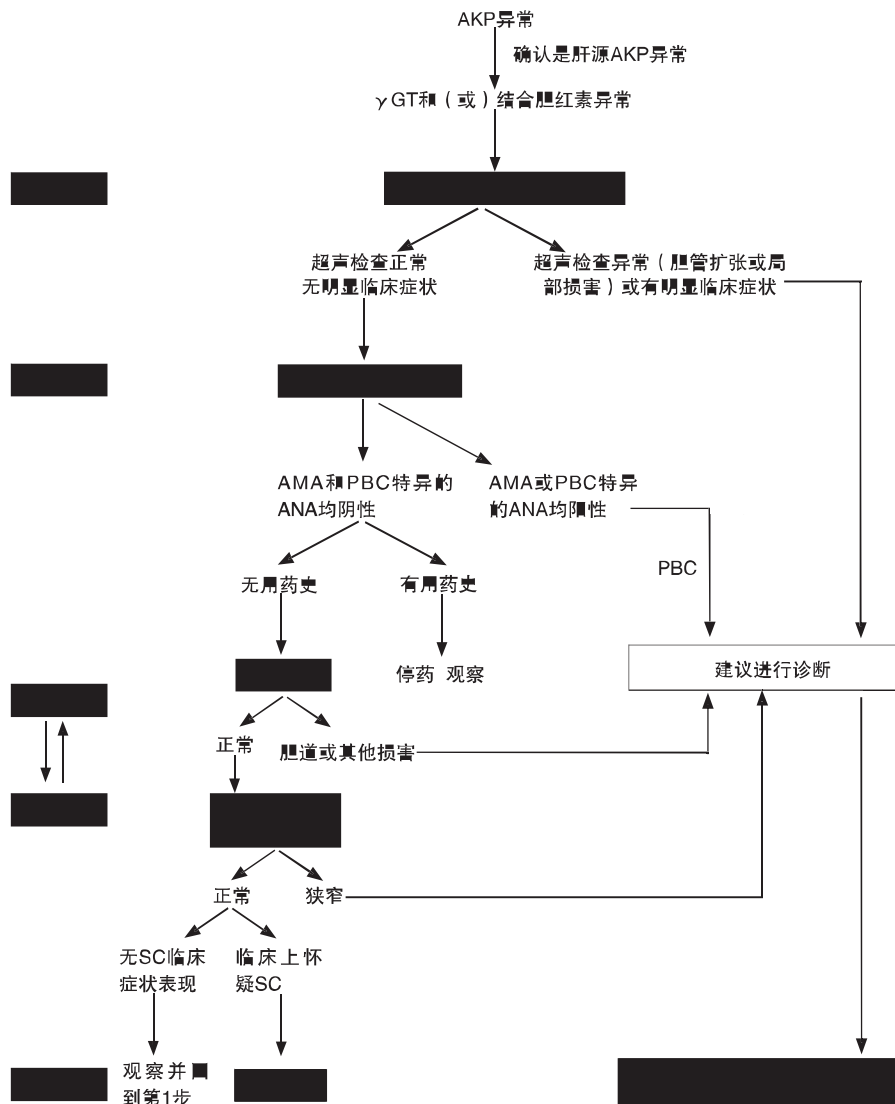 AKP异常
确认是肝源AKP异常
γGT和（或）结合胆红素异常
超声检查正常
无明显临床症状
超声检查异常（胆管扩张或局
部损害）或有明显临床症状
AMA和PBC特异的
ANA均阴性
AMA或PBC特异
的ANA均阳性
无用药史
有用药史
PBC
停药 观察
建议进行诊断
正常
胆道或其他损害
正常
狭窄
无SC临床
症状表现
临床上怀
疑SC
观察并回
到第1步